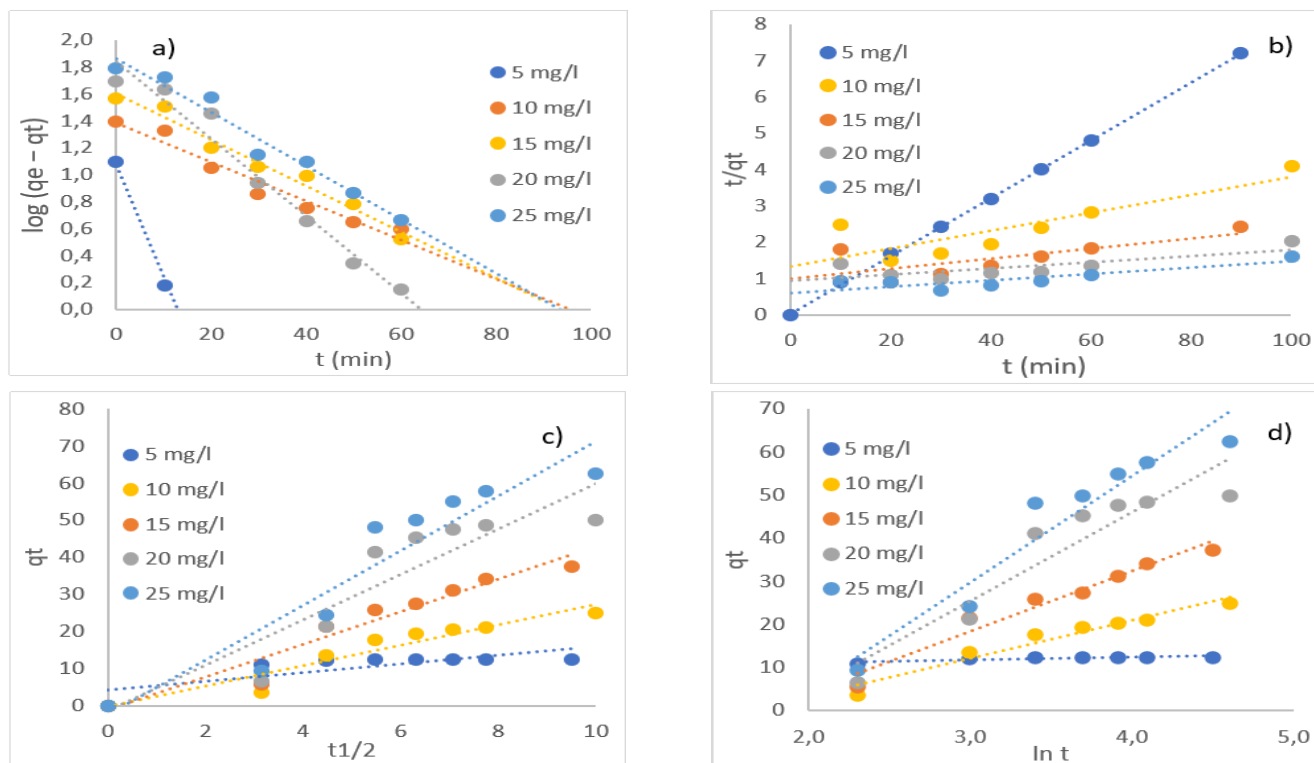 a)
2,0
1,8
1,6
1,4
1,2
1,0
0,8
0,6
0,4
0,2
0,0
log (qe – qt)
5 mg/l
10 mg/l
15 mg/l
20 mg/l
25 mg/l
0 20 40 60 80 100
t (min)
b)
8
7
6
5
4
3
2
1
0
t/qt
5 mg/l
10 mg/l
15 mg/l
20 mg/l
25 mg/l
0 20 40 60 80 100
t (min)
c)
80
70
60
50
40
30
20
10
0
qt
5 mg/l
10 mg/l
15 mg/l
20 mg/l
25 mg/l
0 2 4 6 8 10
t1/2
d)
70
60
50
40
30
20
10
0
qt
5 mg/l
10 mg/l
15 mg/l
20 mg/l
25 mg/l
2,0 3,0 4,0 5,0
ln t